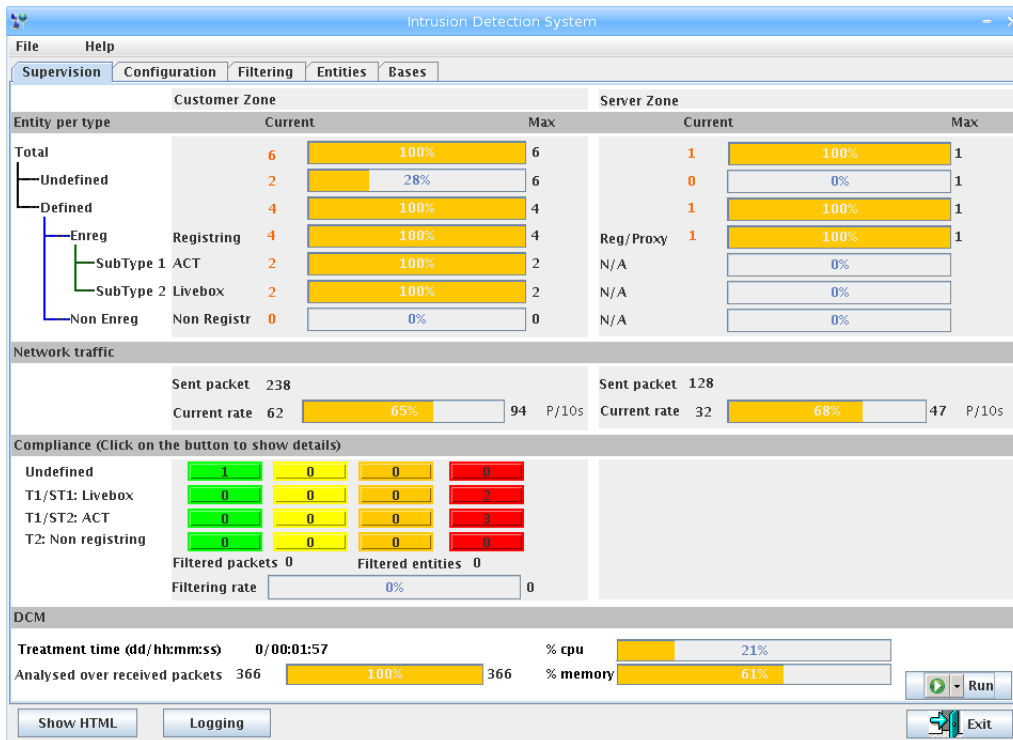 Intrusion Detection System
File Help
Supervision Configuration Filtering Entities Bases
Customer Zone Server Zone
Entity per type Current Max Current Max
Total 6 100% 6 1 100% 1
Undefined 2 28% 6 0 0% 1
Defined 4 100% 4 1 100% 1
Enreg Registring 4 100% 4 Reg/Proxy 1 100% 1
SubType 1 ACT 2 100% 2 N/A 0%
SubType 2 Livebox 2 100% 2 N/A 0%
Non Enreg Non Registr 0 0% 0 N/A 0%
Network traffic
Sent packet 238 Sent packet 128
Current rate 62 65% 94 P/10s Current rate 32 68% 47 P/10s
Compliance (Click on the button to show details)
Undefined 1 0 0 0
T1/ST1: Livebox 0 0 0 2
T1/ST2: ACT 0 0 0 3
T2: Non registring 0 0 0 0
Filtered packets 0 Filtered entities 0
Filtering rate 0% 0
DCM
Treatment time (dd/hh:mm:ss) 0/00:01:57 % cpu 21%
Analysed over received packets 366 100% 366 % memory 61%
Run
Show HTML Logging Exit